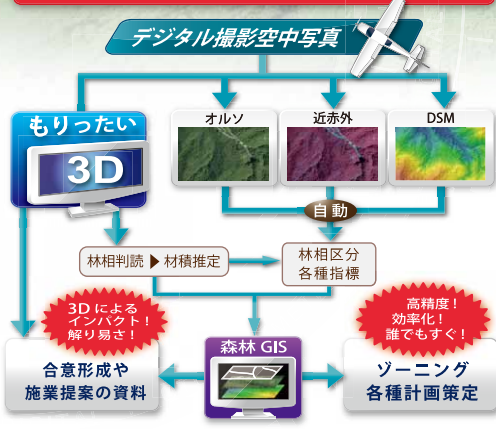 デジタル撮影空中写真
もりったい
3D
オルソ
近赤外
DSM
自動
林相判読▶材積推定
林相区分
各種指標
3Dによる
インパクト!
解り易さ!
高精度!
効率化!
誰でもすぐ!
合意形成や
施業提案の資料
森林 GIS
ゾーニング
各種計画策定